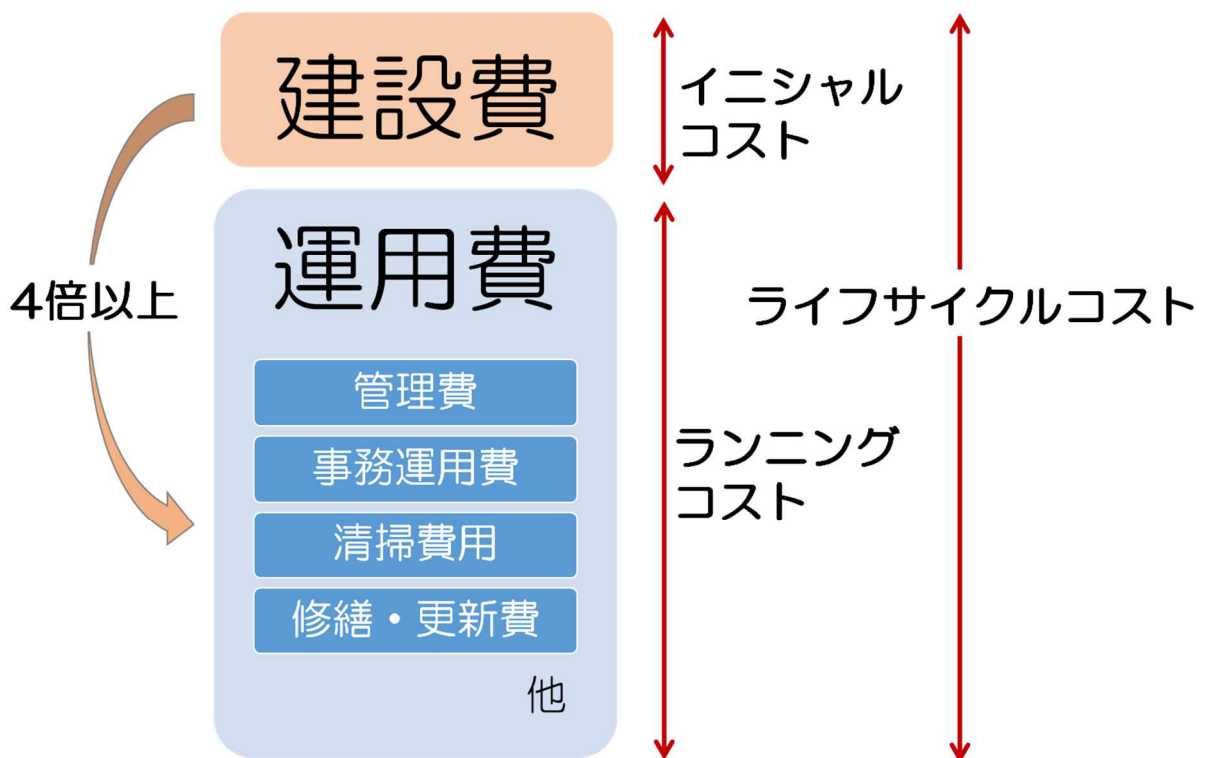 建設費
イニシャル
コスト
4倍以上
運用費
ライフサイクルコスト
管理費
事務運用費
清掃費用
修繕・更新費
他
ランニング
コスト